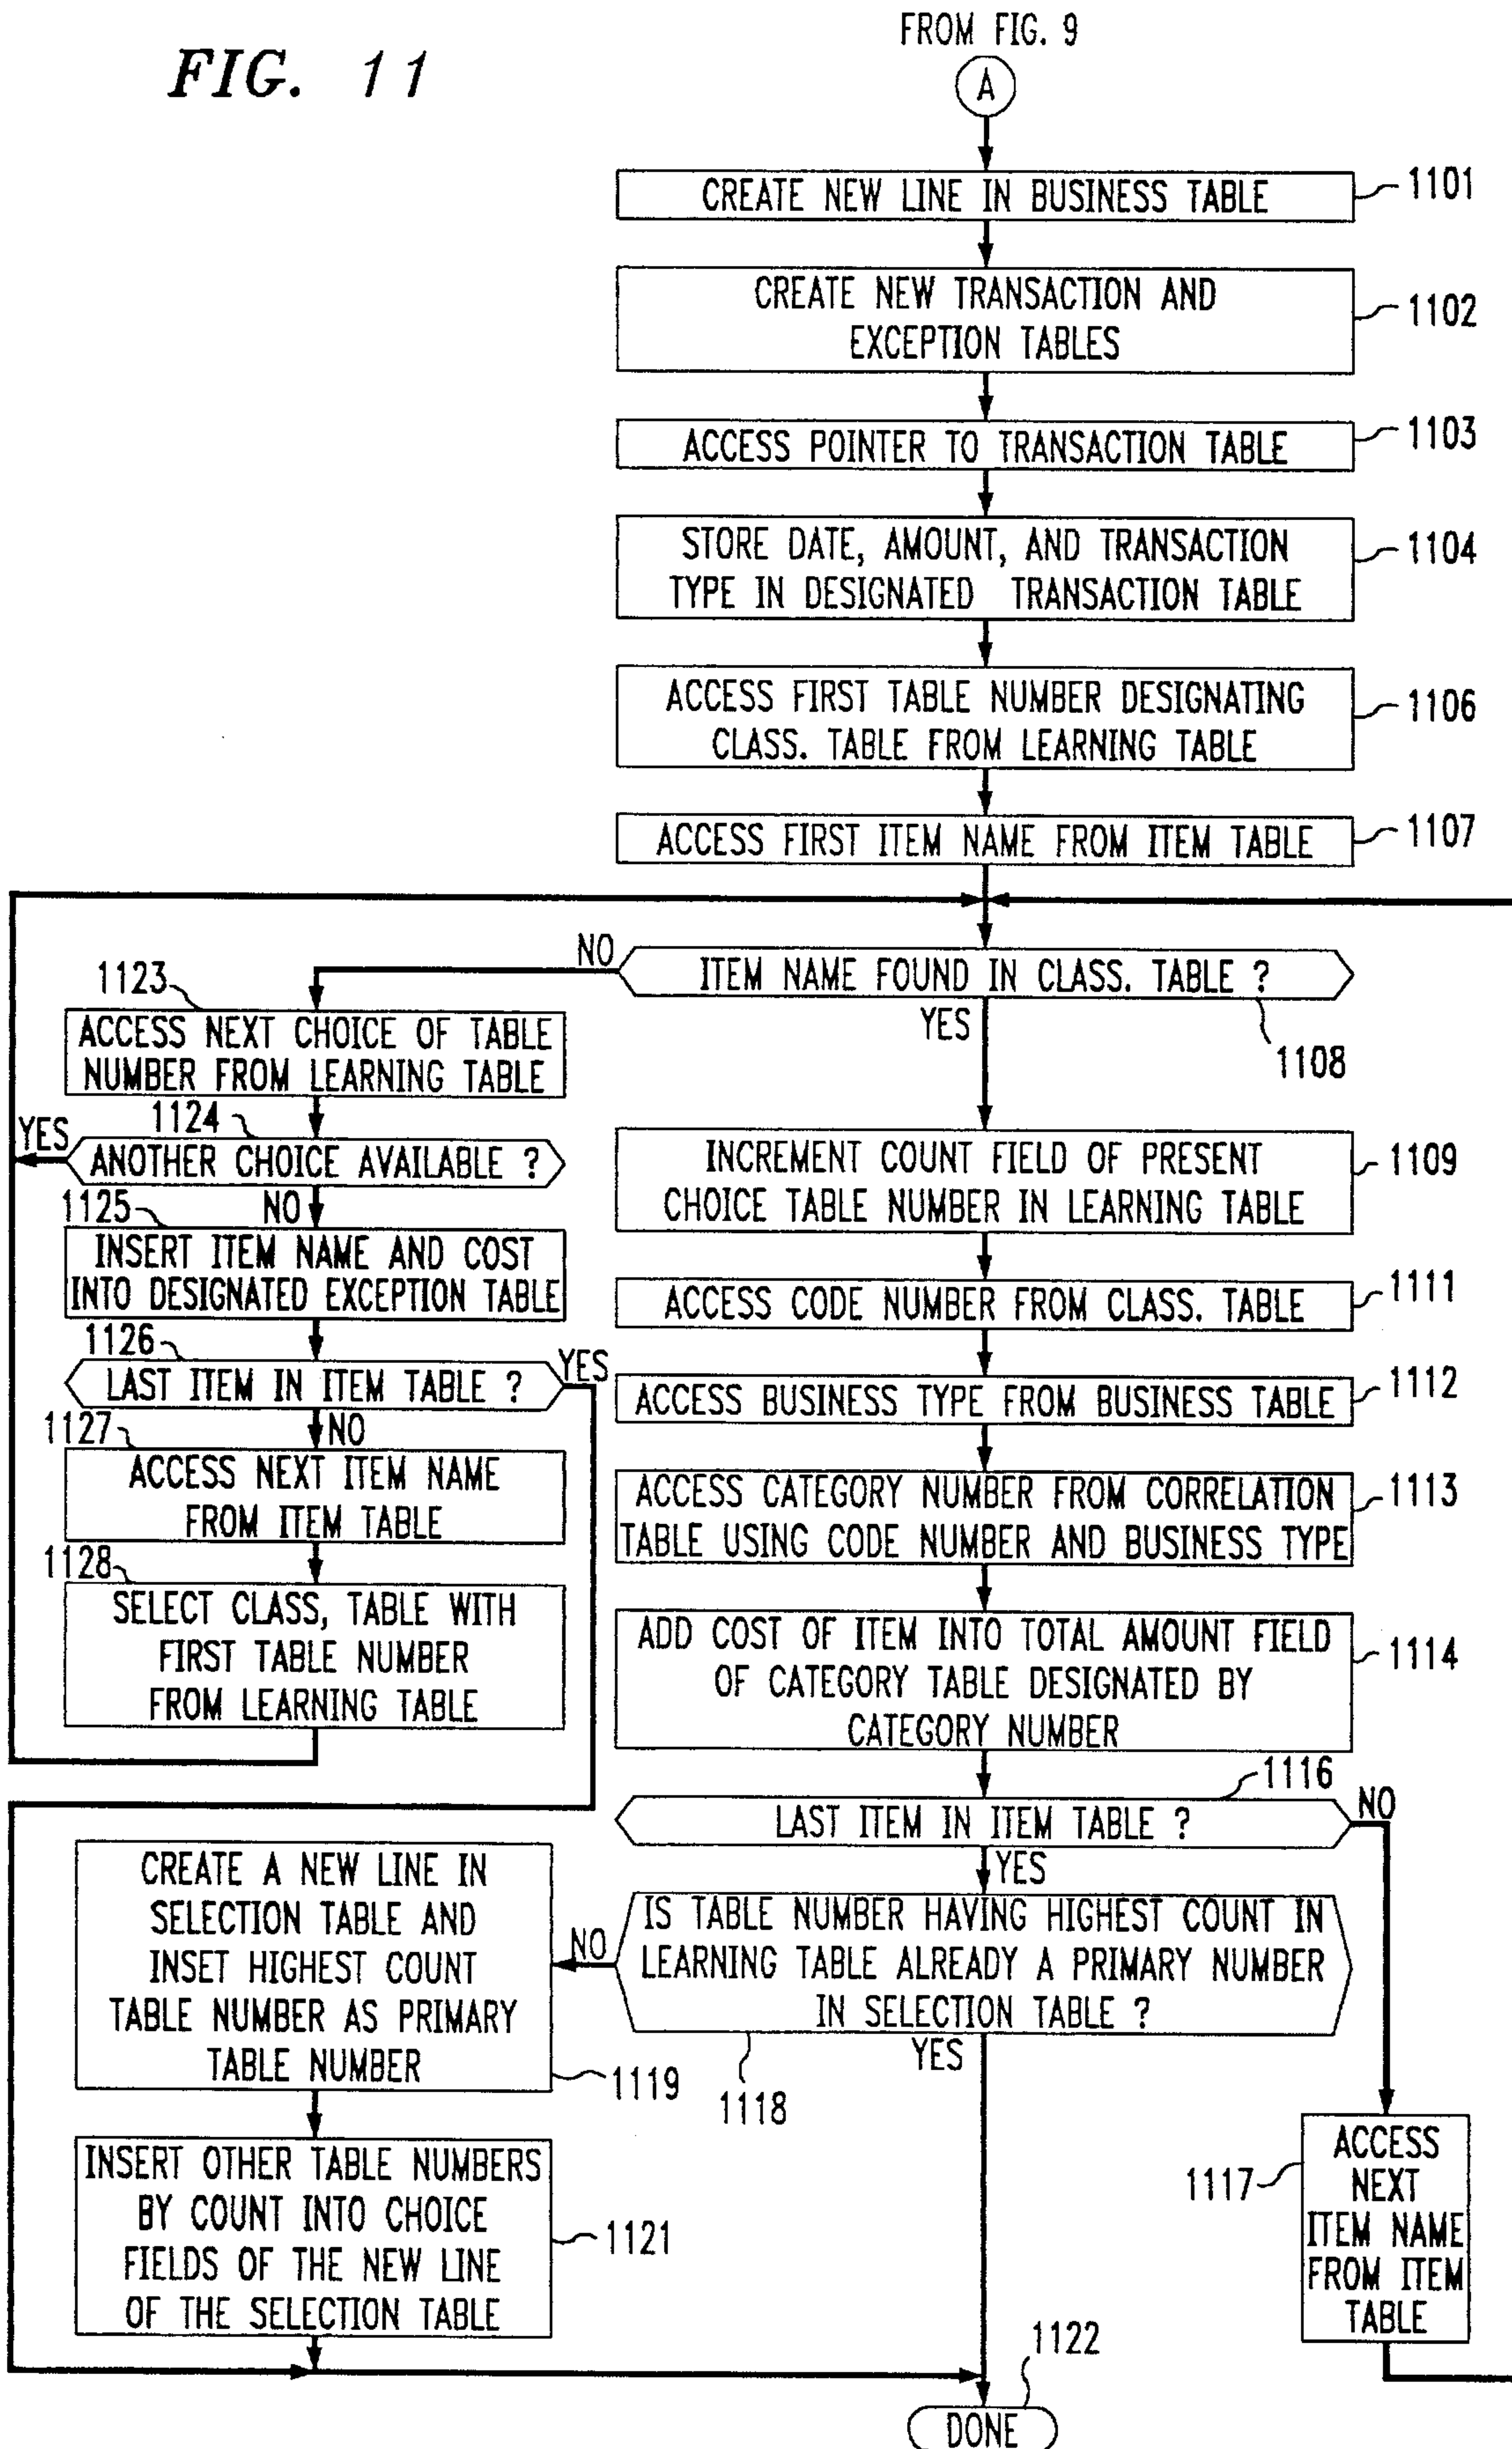 FIG. 11
FROM FIG. 9
A
CREATE NEW LINE IN BUSINESS TABLE
1101
CREATE NEW TRANSACTION AND
EXCEPTION TABLES
1102
ACCESS POINTER TO TRANSACTION TABLE
1103
STORE DATE, AMOUNT, AND TRANSACTION
TYPE IN DESIGNATED TRANSACTION TABLE
1104
ACCESS FIRST TABLE NUMBER DESIGNATING
CLASS. TABLE FROM LEARNING TABLE
1106
ACCESS FIRST ITEM NAME FROM ITEM TABLE
1107
ITEM NAME FOUND IN CLASS. TABLE ?
NO
YES
1108
1123
ACCESS NEXT CHOICE OF TABLE
NUMBER FROM LEARNING TABLE
1124
YES
ANOTHER CHOICE AVAILABLE ?
NO
1125
INSERT ITEM NAME AND COST
INTO DESIGNATED EXCEPTION TABLE
1126
LAST ITEM IN ITEM TABLE ?
YES
NO
1127
ACCESS NEXT ITEM NAME
FROM ITEM TABLE
1128
SELECT CLASS, TABLE WITH
FIRST TABLE NUMBER
FROM LEARNING TABLE
INCREMENT COUNT FIELD OF PRESENT
CHOICE TABLE NUMBER IN LEARNING TABLE
1109
ACCESS CODE NUMBER FROM CLASS. TABLE
1111
ACCESS BUSINESS TYPE FROM BUSINESS TABLE
1112
ACCESS CATEGORY NUMBER FROM CORRELATION
TABLE USING CODE NUMBER AND BUSINESS TYPE
1113
ADD COST OF ITEM INTO TOTAL AMOUNT FIELD
OF CATEGORY TABLE DESIGNATED BY
CATEGORY NUMBER
1114
1116
LAST ITEM IN ITEM TABLE ?
NO
YES
IS TABLE NUMBER HAVING HIGHEST COUNT IN
LEARNING TABLE ALREADY A PRIMARY NUMBER
IN SELECTION TABLE ?
NO
YES
1118
CREATE A NEW LINE IN
SELECTION TABLE AND
INSET HIGHEST COUNT
TABLE NUMBER AS PRIMARY
TABLE NUMBER
1119
INSERT OTHER TABLE NUMBERS
BY COUNT INTO CHOICE
FIELDS OF THE NEW LINE
OF THE SELECTION TABLE
1121
1117
ACCESS
NEXT
ITEM NAME
FROM ITEM
TABLE
1122
DONE